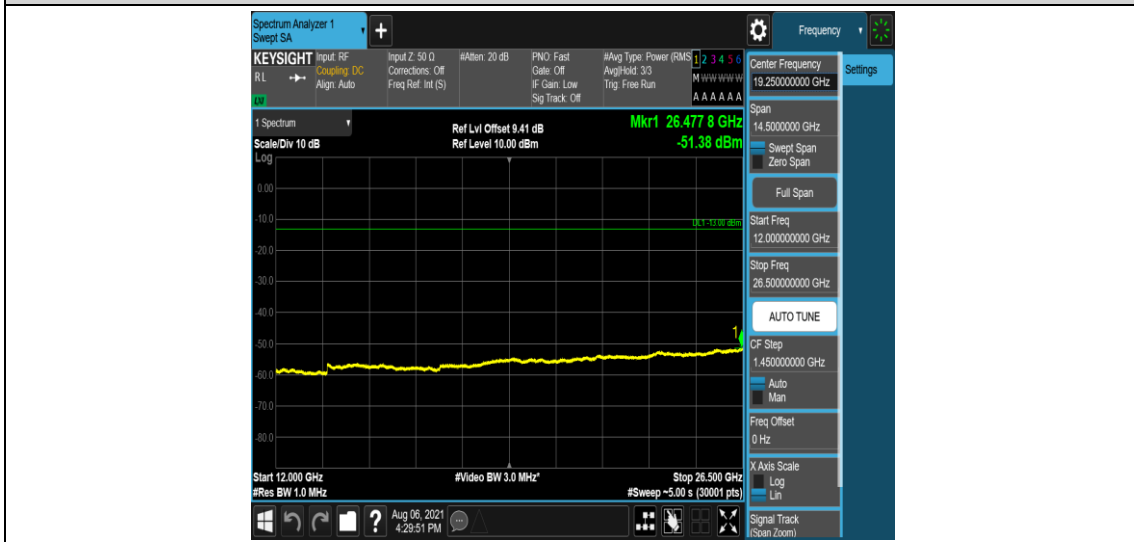 Spectrum Analyzer 1
Swept SA
+
Frequency
KEYSIGHT
RL
Input: RF
Coupling: DC
Align: Auto
Input Z: 50 Ω
Corrections: Off
Freq Ref: Int (S)
#Atten: 20 dB
PNO: Fast
Gate: Off
IF Gain: Low
Sig Track: Off
#Avg Type: Power (RMS
Avg|Hold: 3/3
Trig: Free Run
1 2 3 4 5 6
M W W W W W
A A A A A A
Center Frequency
19.250000000 GHz
Settings
Span
14.5000000 GHz
Swept Span
Zero Span
Full Span
Start Freq
12.000000000 GHz
Stop Freq
26.500000000 GHz
AUTO TUNE
CF Step
1.450000000 GHz
Auto
Man
Freq Offset
0 Hz
X Axis Scale
Log
Lin
Signal Track
(Span Zoom)
1 Spectrum
Scale/Div 10 dB
Log
Ref Lvl Offset 9.41 dB
Ref Level 10.00 dBm
Mkr1 26.477 8 GHz
-51.38 dBm
0.00
-10.0
DL1 -13.00 dBm
-20.0
-30.0
-40.0
1
-50.0
-60.0
-70.0
-80.0
Start 12.000 GHz
#Res BW 1.0 MHz
#Video BW 3.0 MHz*
Stop 26.500 GHz
#Sweep ~5.00 s (30001 pts)
?
Aug 06, 2021
4:29:51 PM